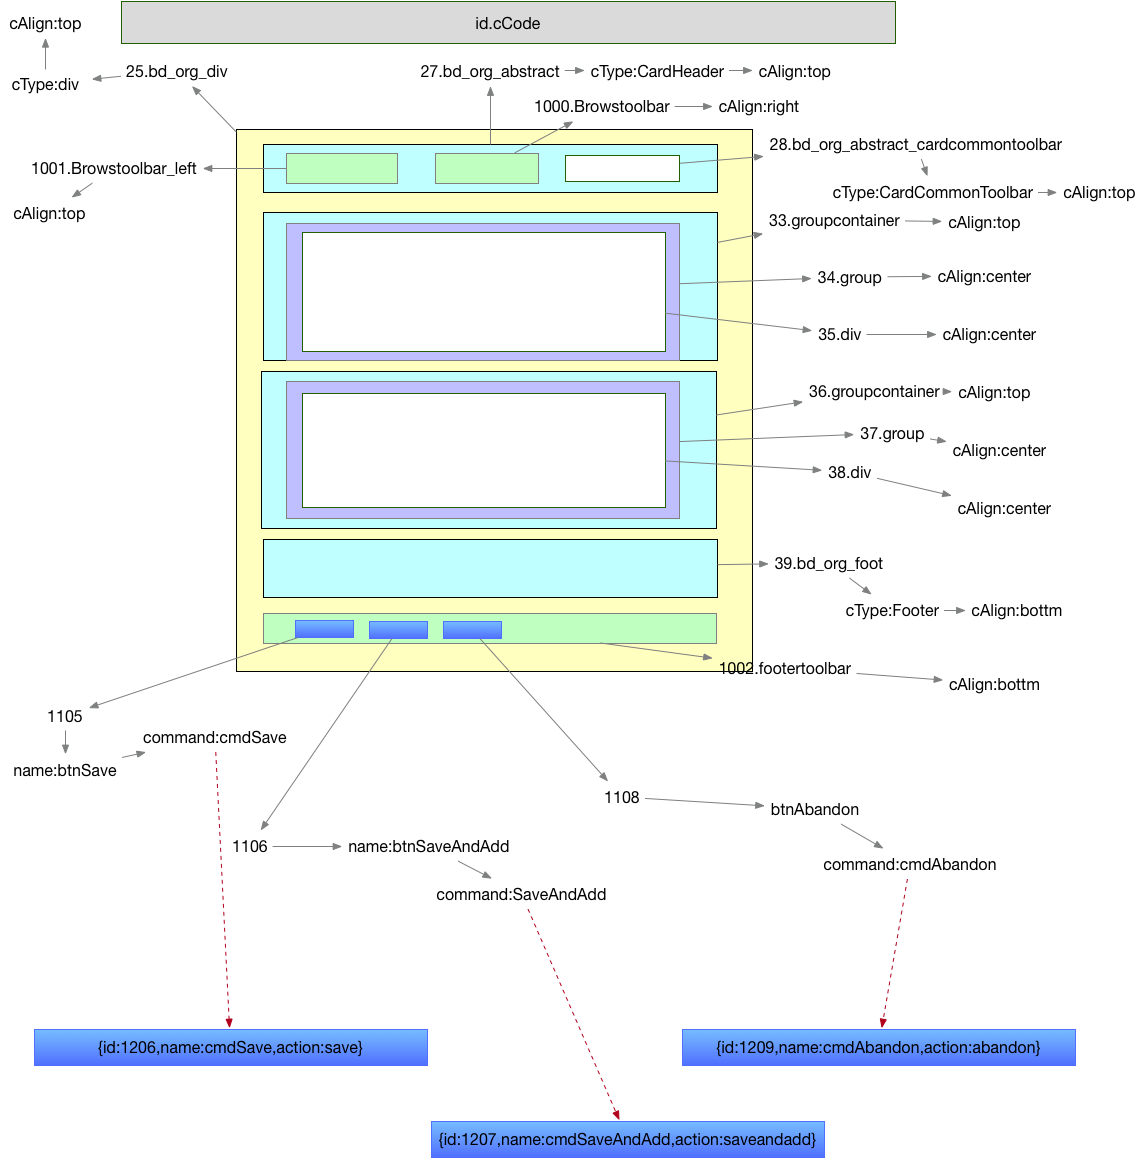 id.cCode
cAlign:top
cType:div
25.bd_org_div
27.bd_org_abstract
cType:CardHeader
cAlign:top
1000.Browstoolbar
cAlign:right
28.bd_org_abstract_cardcommontoolbar
1001.Browstoolbar_left
cType:CardCommonToolbar
cAlign:top
cAlign:top
33.groupcontainer
cAlign:top
34.group
cAlign:center
35.div
cAlign:center
36.groupcontainer
cAlign:top
37.group
cAlign:center
38.div
cAlign:center
39.bd_org_foot
cType:Footer
cAlign:bottm
1002.footertoolbar
cAlign:bottm
1105
command:cmdSave
name:btnSave
1108
btnAbandon
1106
name:btnSaveAndAdd
command:cmdAbandon
command:SaveAndAdd
{id:1206,name:cmdSave,action:save}
{id:1209,name:cmdAbandon,action:abandon}
{id:1207,name:cmdSaveAndAdd,action:saveandadd}